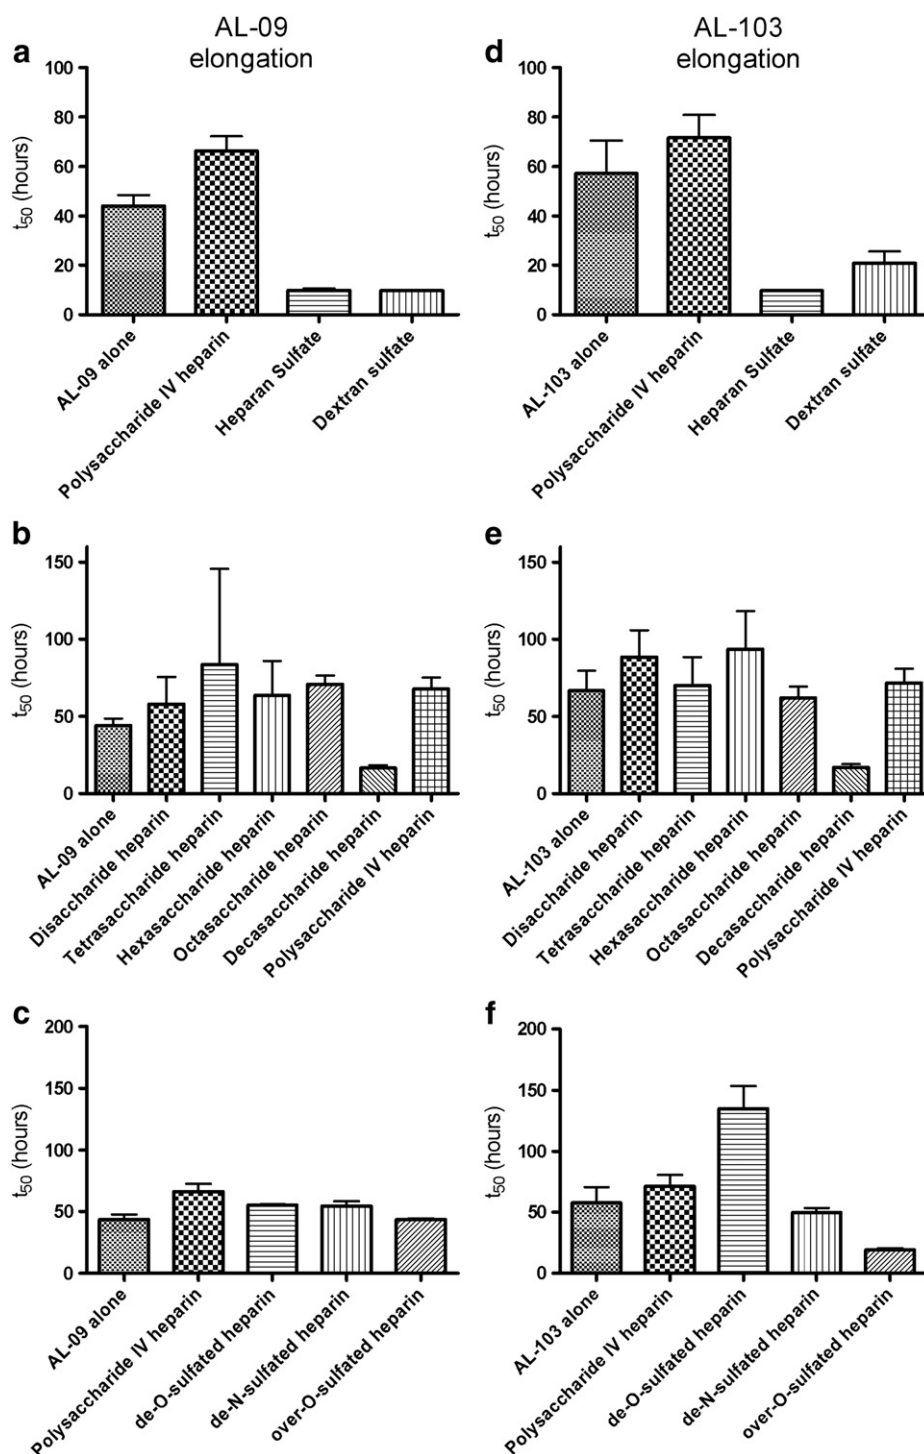 AL-09
elongation
AL-103
elongation
a
100
80
60
40
20
0
t50 (hours)
AL-09 alone
Polysaccharide IV heparin
Heparan Sulfate
Dextran sulfate
d
100
80
60
40
20
0
t50 (hours)
AL-103 alone
Polysaccharide IV heparin
Heparan Sulfate
Dextran sulfate
b
150
100
50
0
t50 (hours)
AL-09 alone
Disaccharide heparin
Tetrasaccharide heparin
Hexasaccharide heparin
Octasaccharide heparin
Decasaccharide heparin
Polysaccharide IV heparin
e
150
100
50
0
t50 (hours)
AL-103 alone
Disaccharide heparin
Tetrasaccharide heparin
Hexasaccharide heparin
Octasaccharide heparin
Decasaccharide heparin
Polysaccharide IV heparin
c
200
150
100
50
0
t50 (hours)
AL-09 alone
Polysaccharide IV heparin
de-O-sulfated heparin
de-N-sulfated heparin
over-O-sulfated heparin
f
200
150
100
50
0
t50 (hours)
AL-103 alone
Polysaccharide IV heparin
de-O-sulfated heparin
de-N-sulfated heparin
over-O-sulfated heparin